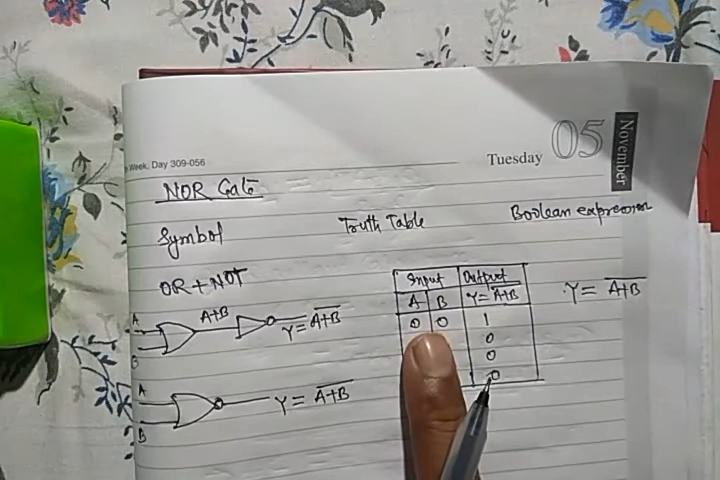 Week, Day 309-056
Tuesday 05 November
NOR Gate
Symbol
Truth Table
Boolean expression
OR + NOT
A
B
A+B
Y = A̅+̅B̅
A
B
Y = A̅+̅B̅
Input Output
A B Y = A̅+̅B̅
0 0 1
0
0
0
Y = A̅+̅B̅